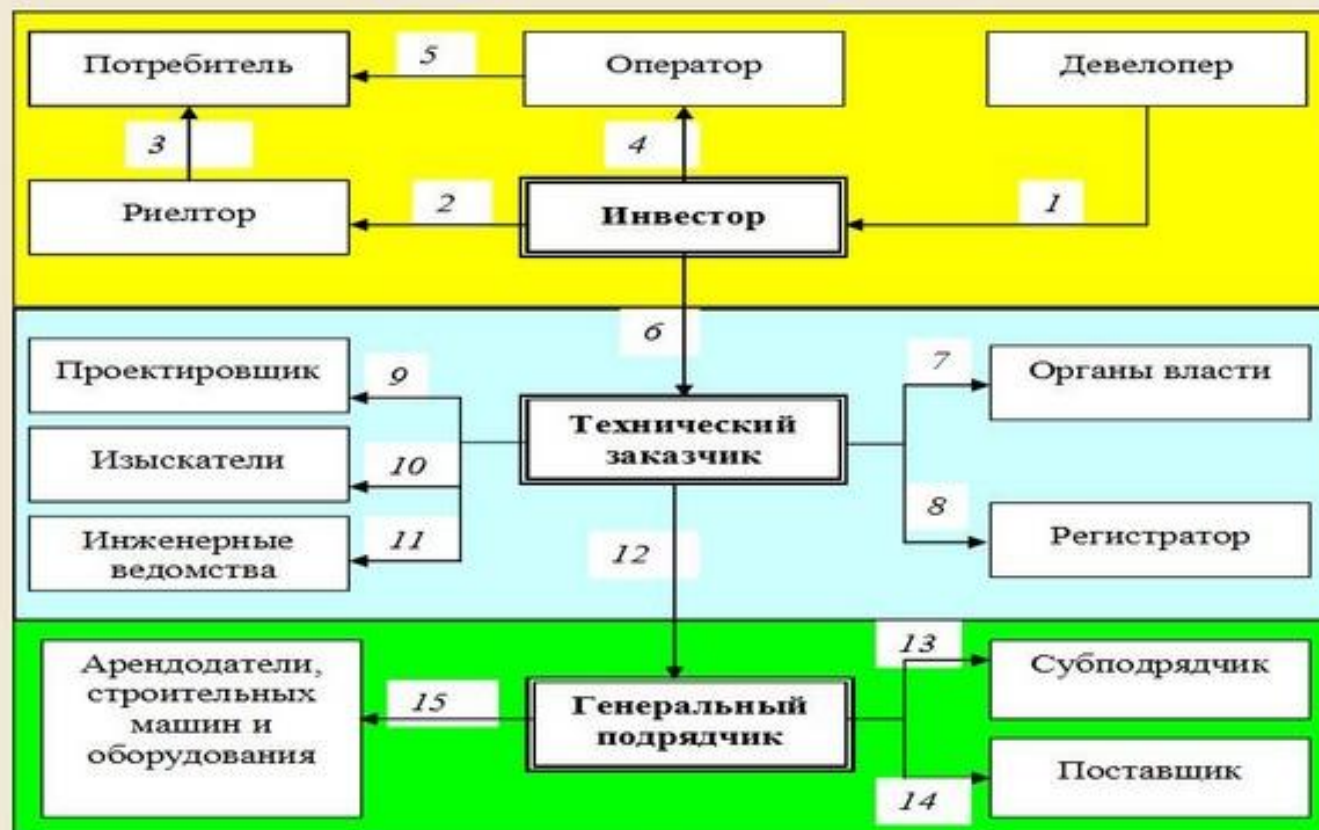 5
Потребитель
Оператор
Девелопер
3
4
Риелтор
2
Инвестор
1
6
Проектировщик
9
7
Органы власти
Технический
заказчик
Изыскатели
10
8
Инженерные
ведомства
11
12
Регистратор
13
Арендодатели,
строительных
машин и
оборудования
15
Генеральный
подрядчик
Субподрядчик
14
Поставщик